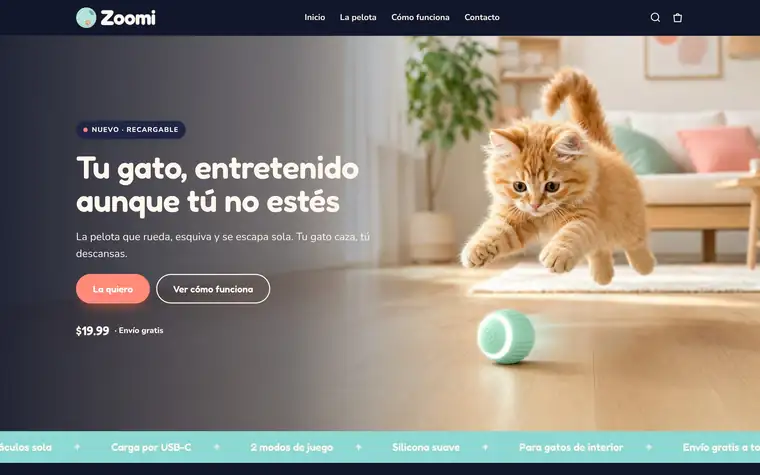 Zoomi
Inicio La pelota Cómo funciona Contacto
NUEVO · RECARGABLE
Tu gato, entretenido
aunque tú no estés
La pelota que rueda, esquiva y se escapa sola. Tu gato caza, tú
descansas.
La quiero Ver cómo funciona
$19.99 · Envío gratis
sola ✦ Carga por USB-C ✦ 2 modos de juego ✦ Silicona suave ✦ Para gatos de interior ✦ Envío gratis a